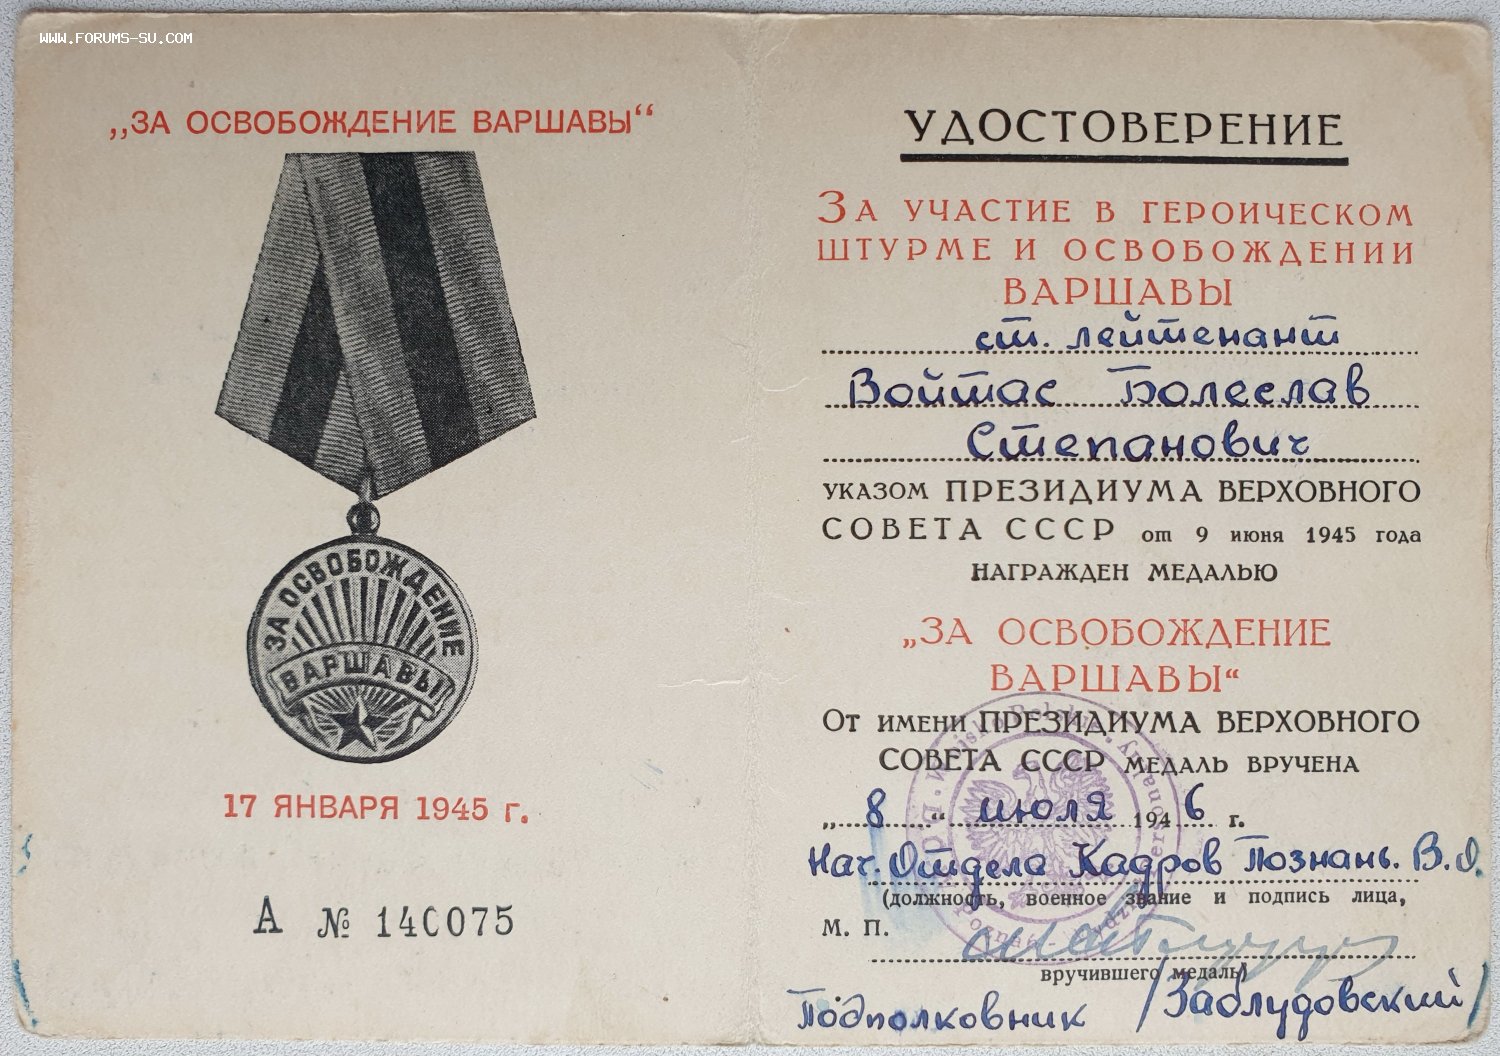 WWW.FORUMS-SU.COM
„ЗА ОСВОБОЖДЕНИЕ ВАРШАВЫ“
ЗА ОСВОБОЖДЕНИЕ
ВАРШАВЫ
17 ЯНВАРЯ 1945 г.
А № 140075
УДОСТОВЕРЕНИЕ
ЗА УЧАСТИЕ В ГЕРОИЧЕСКОМ
ШТУРМЕ И ОСВОБОЖДЕНИИ
ВАРШАВЫ
ст. лейтенант
Войтас Болеслав
Степанович
УКАЗОМ ПРЕЗИДИУМА ВЕРХОВНОГО
СОВЕТА СССР от 9 июня 1945 года
НАГРАЖДЕН МЕДАЛЬЮ
„ЗА ОСВОБОЖДЕНИЕ
ВАРШАВЫ“
ОТ ИМЕНИ ПРЕЗИДИУМА ВЕРХОВНОГО
СОВЕТА СССР МЕДАЛЬ ВРУЧЕНА
„8“ июля 1946 г.
Нач. Отдела Кадров Познань. В.О.
(должность, военное звание и подпись лица,
М. П.
вручившего медаль)
Подполковник /Заблудовский/